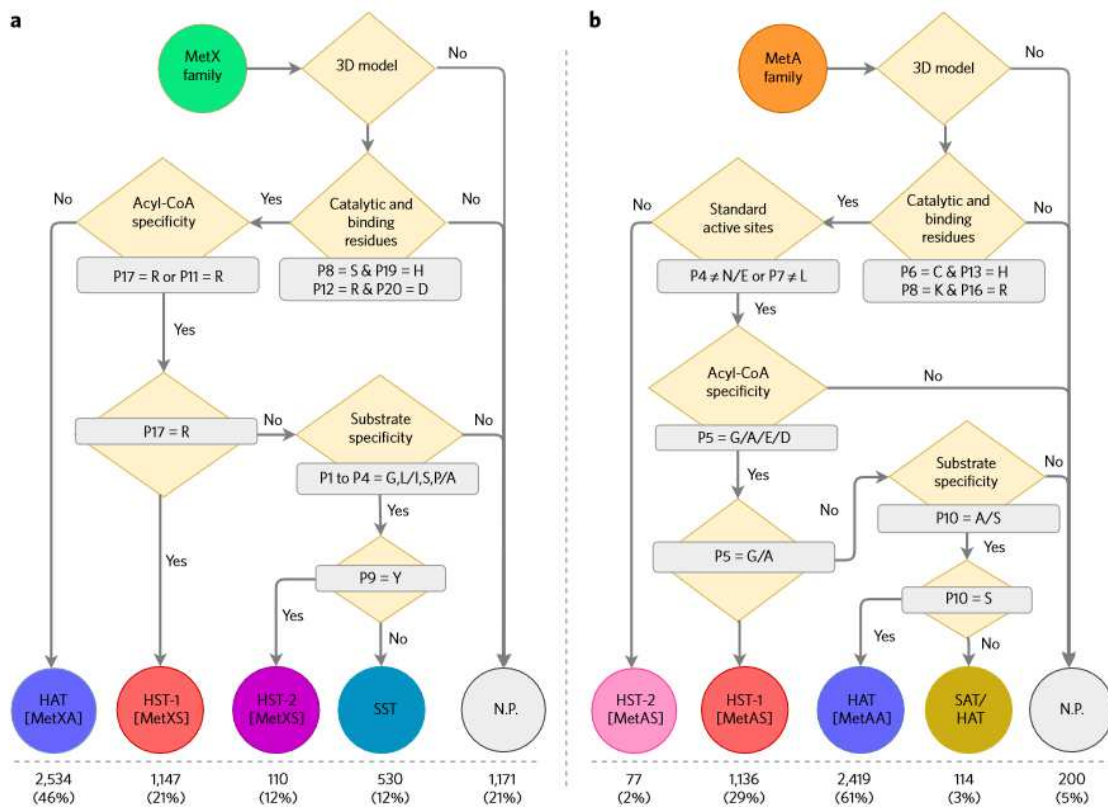 a
MetX
family
3D model
No
No
Acyl-CoA
specificity
Yes
Catalytic and
binding
residues
No
P17 = R or P11 = R
P8 = S & P19 = H
P12 = R & P20 = D
Yes
P17 = R
No
Substrate
specificity
No
P1 to P4 = G,L/I,S,P/A
Yes
Yes
P9 = Y
Yes
No
HAT
[MetXA]
HST-1
[MetXS]
HST-2
[MetXS]
SST
N.P.
2,534
(46%)
1,147
(21%)
110
(12%)
530
(12%)
1,171
(21%)
b
MetA
family
3D model
No
No
Standard
active sites
Yes
Catalytic and
binding
residues
No
P4 ≠ N/E or P7 ≠ L
P6 = C & P13 = H
P8 = K & P16 = R
Yes
Acyl-CoA
specificity
No
P5 = G/A/E/D
Yes
Substrate
specificity
No
No
P10 = A/S
P5 = G/A
Yes
P10 = S
Yes
Yes
No
HST-2
[MetAS]
HST-1
[MetAS]
HAT
[MetAA]
SAT/
HAT
N.P.
77
(2%)
1,136
(29%)
2,419
(61%)
114
(3%)
200
(5%)